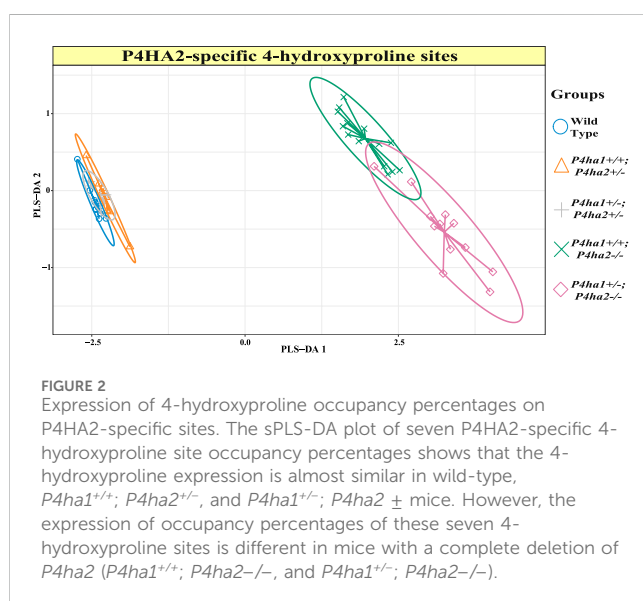 P4HA2-specific 4-hydroxyproline sites
PLS-DA 2
1
0
-1
-2.5
0.0
2.5
PLS-DA 1
Groups
Wild
Type
P4ha1+/+;
P4ha2+/-
P4ha1+/-;
P4ha2+/-
P4ha1+/+;
P4ha2-/-
P4ha1+/-;
P4ha2-/-
FIGURE 2
Expression of 4-hydroxyproline occupancy percentages on
P4HA2-specific sites. The sPLS-DA plot of seven P4HA2-specific 4-
hydroxyproline site occupancy percentages shows that the 4-
hydroxyproline expression is almost similar in wild-type,
P4ha1+/+; P4ha2+/−, and P4ha1+/−; P4ha2 ± mice. However, the
expression of occupancy percentages of these seven 4-
hydroxyproline sites is different in mice with a complete deletion of
P4ha2 (P4ha1+/+; P4ha2−/−, and P4ha1+/−; P4ha2−/−).